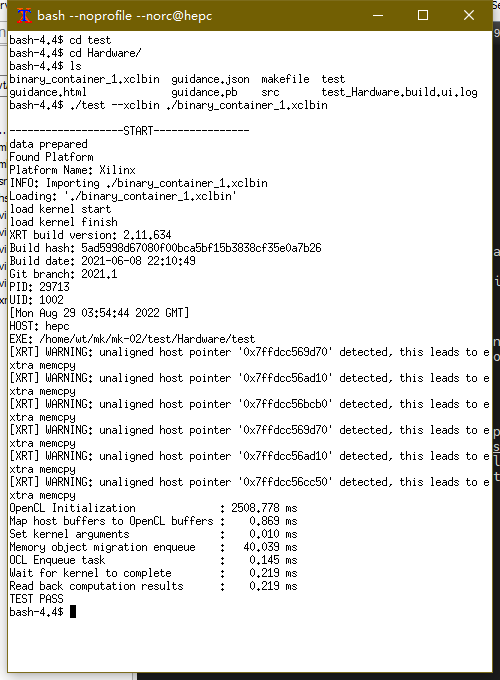 bash --noprofile --norc@hepc
bash-4.4$ cd test
bash-4.4$ cd Hardware/
bash-4.4$ ls
binary_container_1.xclbin  guidance.json  makefile  test
guidance.html              guidance.pb    src       test_Hardware.build.ui.log
bash-4.4$ ./test --xclbin ./binary_container_1.xclbin
-------------------START----------------
data prepared
Found Platform
Platform Name: Xilinx
INFO: Importing ./binary_container_1.xclbin
Loading: './binary_container_1.xclbin'
load kernel start
load kernel finish
XRT build version: 2.11.634
Build hash: 5ad5998d67080f00bca5bf15b3838cf35e0a7b26
Build date: 2021-06-08 22:10:49
Git branch: 2021.1
PID: 29713
UID: 1002
[Mon Aug 29 03:54:44 2022 GMT]
HOST: hepc
EXE: /home/wt/mk/mk-02/test/Hardware/test
[XRT] WARNING: unaligned host pointer '0x7ffdcc569d70' detected, this leads to e
xtra memcpy
[XRT] WARNING: unaligned host pointer '0x7ffdcc56ad10' detected, this leads to e
xtra memcpy
[XRT] WARNING: unaligned host pointer '0x7ffdcc56bcb0' detected, this leads to e
xtra memcpy
[XRT] WARNING: unaligned host pointer '0x7ffdcc569d70' detected, this leads to e
xtra memcpy
[XRT] WARNING: unaligned host pointer '0x7ffdcc56ad10' detected, this leads to e
xtra memcpy
[XRT] WARNING: unaligned host pointer '0x7ffdcc56cc50' detected, this leads to e
xtra memcpy
OpenCL Initialization              : 2508.778 ms
Map host buffers to OpenCL buffers :    0.869 ms
Set kernel arguments               :    0.010 ms
Memory object migration enqueue    :   40.039 ms
OCL Enqueue task                   :    0.145 ms
Wait for kernel to complete        :    0.219 ms
Read back computation results      :    0.219 ms
TEST PASS
bash-4.4$